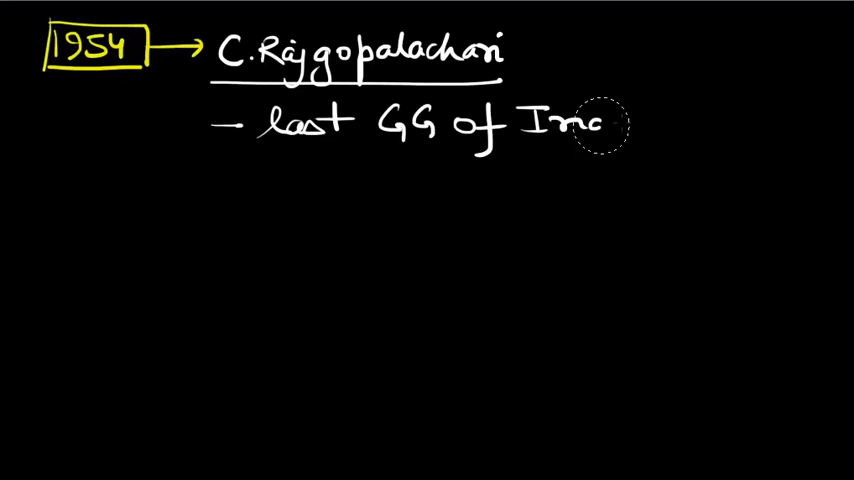 1954 → C. Rajgopalachari
- last GG of